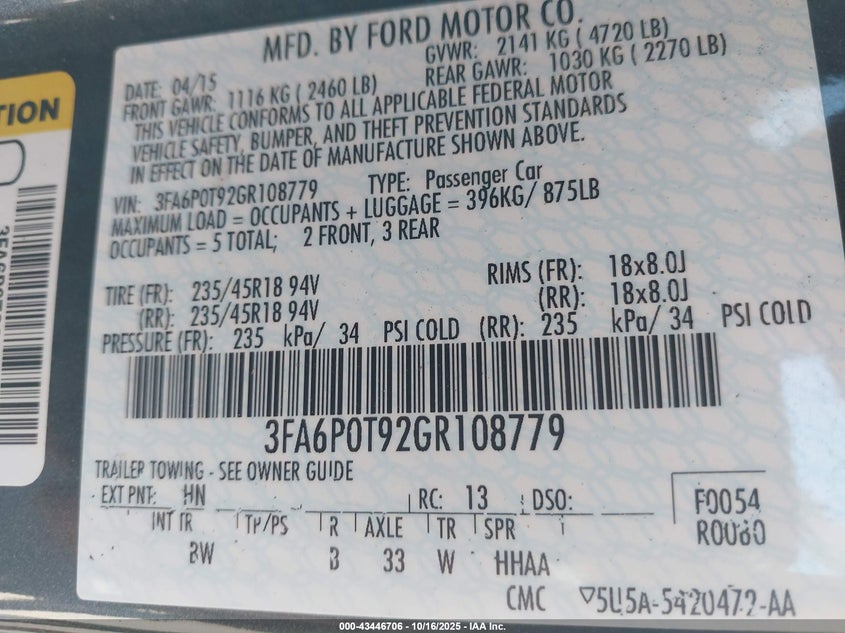 TION
MFD. BY FORD MOTOR CO.
DATE: 04/15 GVWR: 2141 KG ( 4720 LB)
FRONT GAWR: 1116 KG ( 2460 LB) REAR GAWR: 1030 KG ( 2270 LB)
THIS VEHICLE CONFORMS TO ALL APPLICABLE FEDERAL MOTOR
VEHICLE SAFETY, BUMPER, AND THEFT PREVENTION STANDARDS
IN EFFECT ON THE DATE OF MANUFACTURE SHOWN ABOVE.
VIN: 3FA6P0T92GR108779 TYPE: Passenger Car
MAXIMUM LOAD = OCCUPANTS + LUGGAGE = 396KG/ 875LB
OCCUPANTS = 5 TOTAL; 2 FRONT, 3 REAR
TIRE (FR): 235/45R18 94V RIMS (FR): 18x8.0J
(RR): 235/45R18 94V (RR): 18x8.0J
PRESSURE (FR): 235 kPa/ 34 PSI COLD (RR): 235 kPa/ 34 PSI COLD
3FA6P0T92GR108779
TRAILER TOWING - SEE OWNER GUIDE
EXT PNT: HN RC: 13 DSO: F0054
INT TR TP/PS R AXLE TR SPR R0080
BW B 33 W HHAA
CMC ▽5U5A-5420472-AA
000-43446706 - 10/16/2025 - IAA Inc.